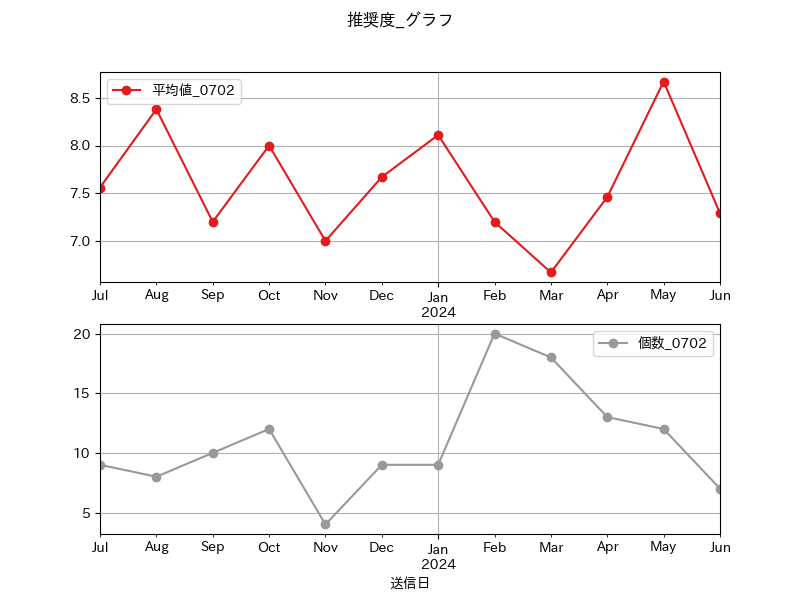 推奨度_グラフ
平均値_0702
8.5
8.0
7.5
7.0
Jul Aug Sep Oct Nov Dec Jan Feb Mar Apr May Jun
2024
個数_0702
20
15
10
5
Jul Aug Sep Oct Nov Dec Jan Feb Mar Apr May Jun
2024
送信日